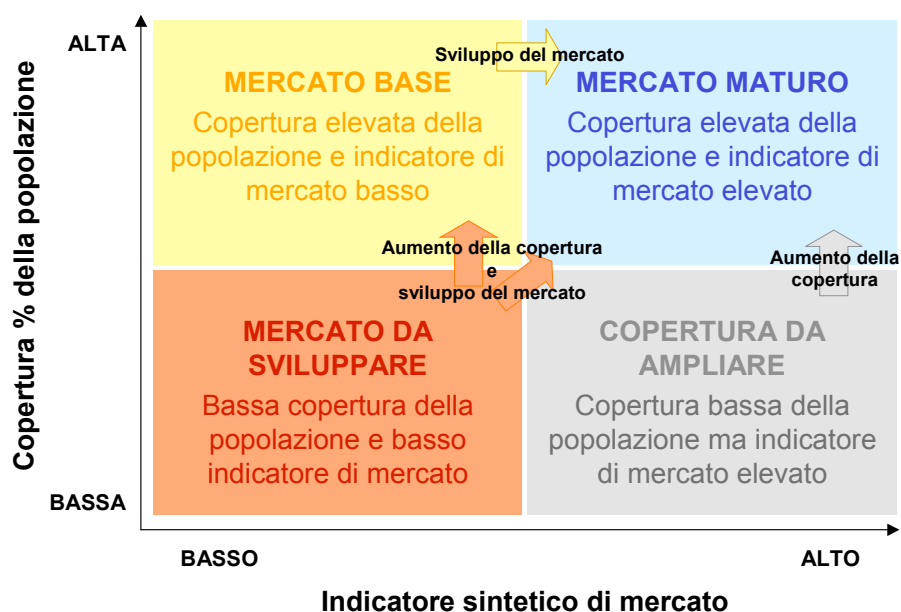 Copertura % della popolazione
ALTA
BASSA
Sviluppo del mercato
MERCATO BASE
Copertura elevata della
popolazione e indicatore di
mercato basso
MERCATO MATURO
Copertura elevata della
popolazione e indicatore di
mercato elevato
Aumento della copertura
e
sviluppo del mercato
Aumento della
copertura
MERCATO DA
SVILUPPARE
Bassa copertura della
popolazione e basso
indicatore di mercato
COPERTURA DA
AMPLIARE
Copertura bassa della
popolazione ma indicatore
di mercato elevato
BASSO
ALTO
Indicatore sintetico di mercato